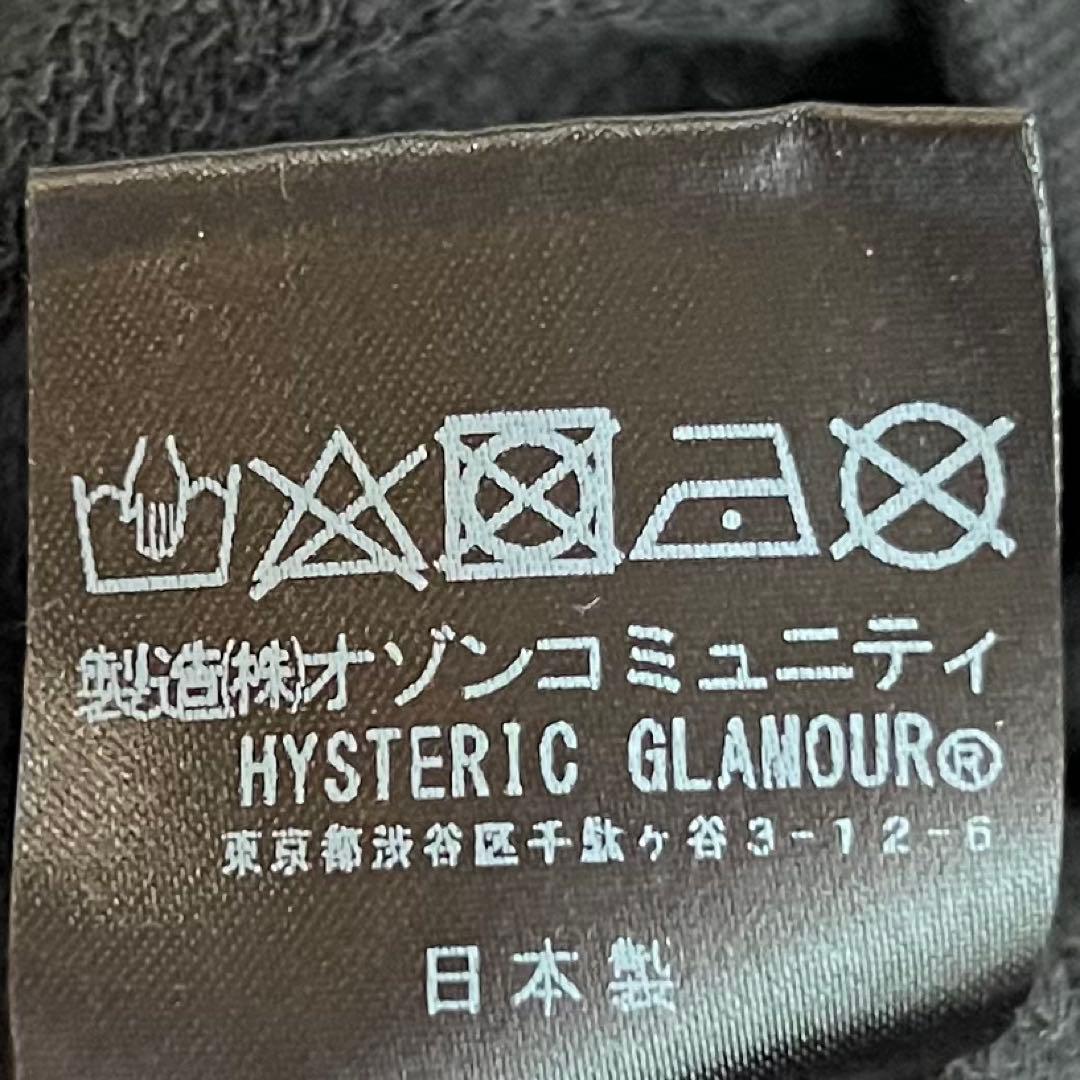 製造(株)オゾンコミュニティ
HYSTERIC GLAMOUR®
東京都渋谷区千駄ヶ谷3-12-6
日本製